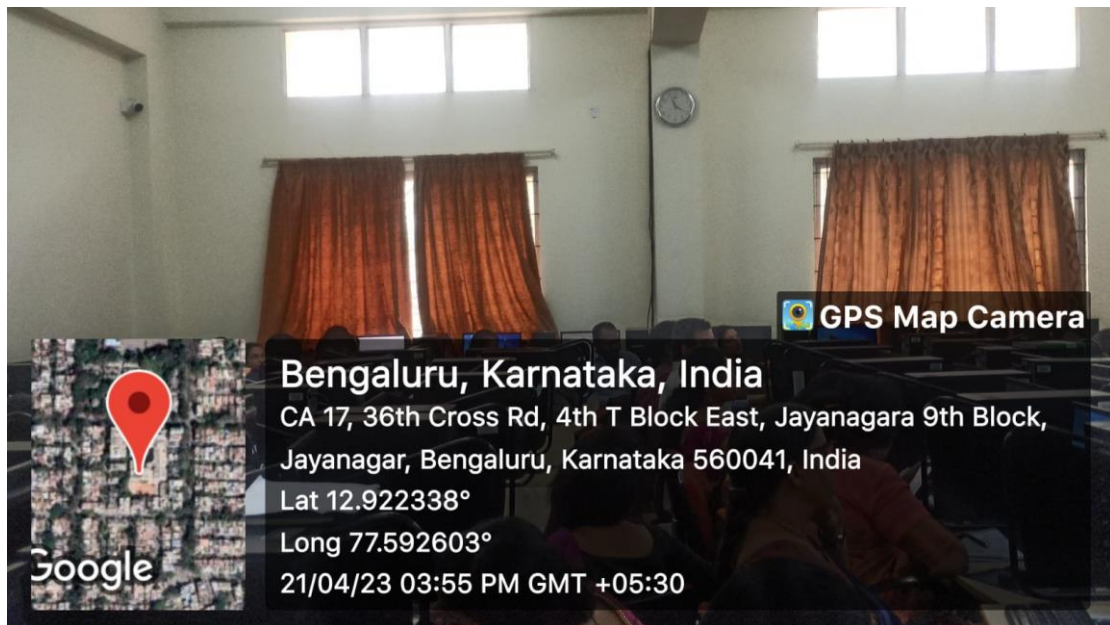 GPS Map Camera
Bengaluru, Karnataka, India
CA 17, 36th Cross Rd, 4th T Block East, Jayanagara 9th Block,
Jayanagar, Bengaluru, Karnataka 560041, India
Lat 12.922338°
Long 77.592603°
21/04/23 03:55 PM GMT +05:30
Google